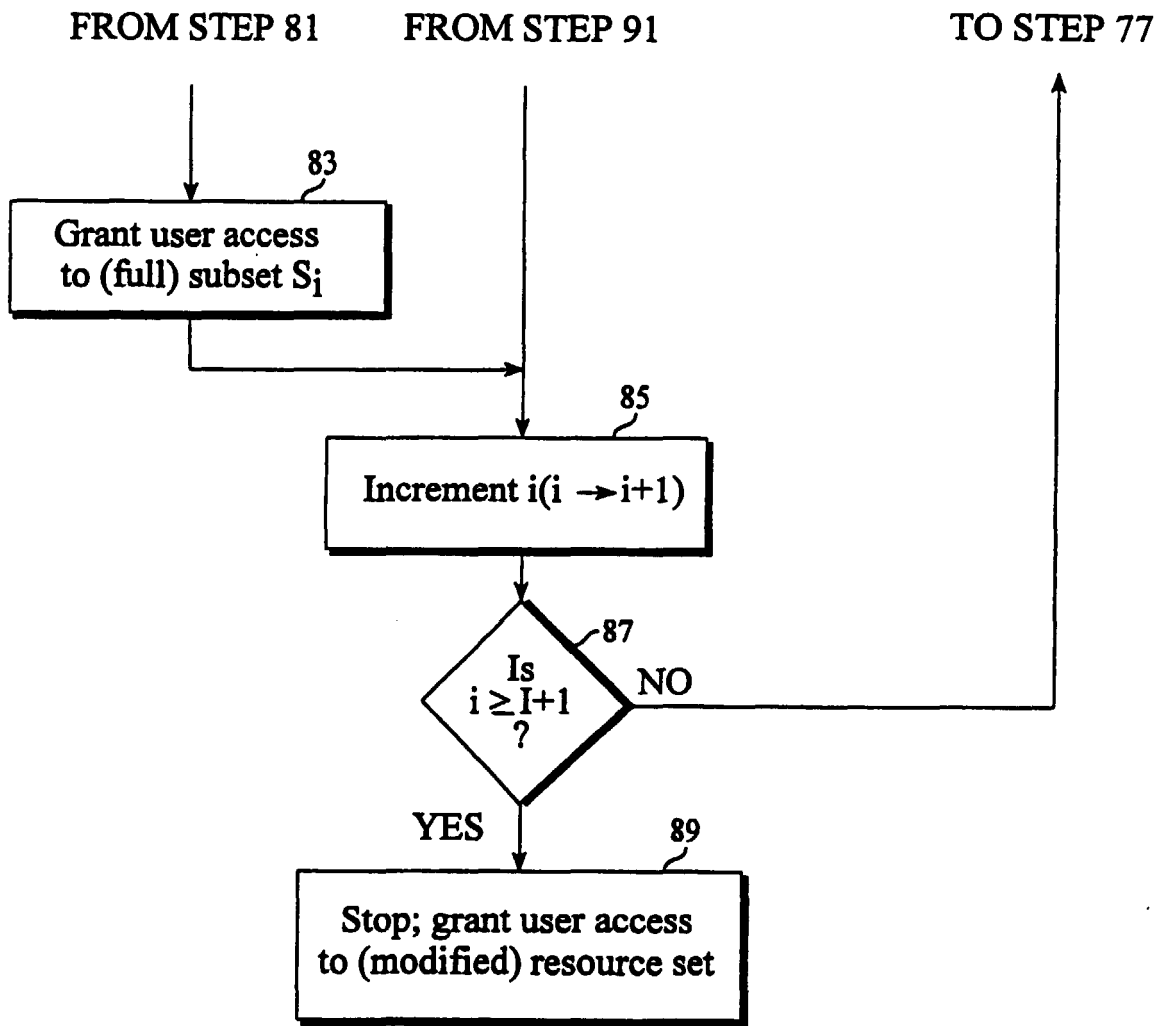 FROM STEP 81
FROM STEP 91
TO STEP 77
83
Grant user access
to (full) subset Si
85
Increment i(i → i+1)
87
Is
i ≥ I+1
?
NO
YES
89
Stop; grant user access
to (modified) resource set